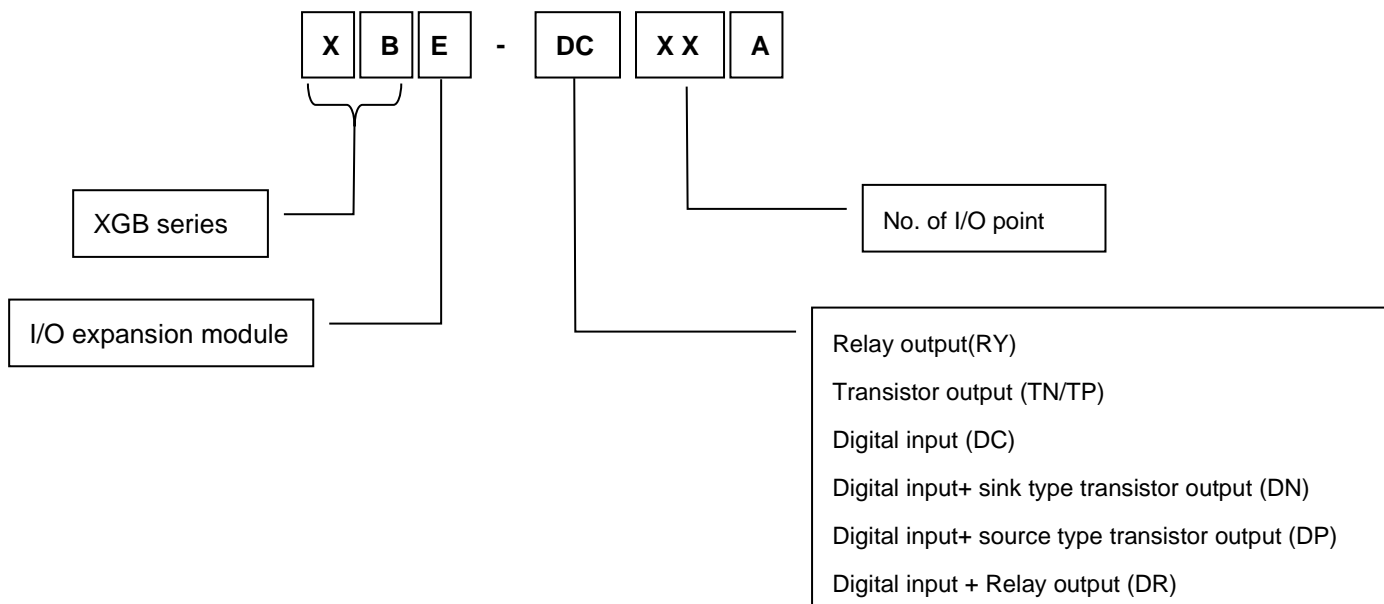 X B E - DC X X A
XGB series
No. of I/O point
I/O expansion module
Relay output(RY)
Transistor output (TN/TP)
Digital input (DC)
Digital input+ sink type transistor output (DN)
Digital input+ source type transistor output (DP)
Digital input + Relay output (DR)